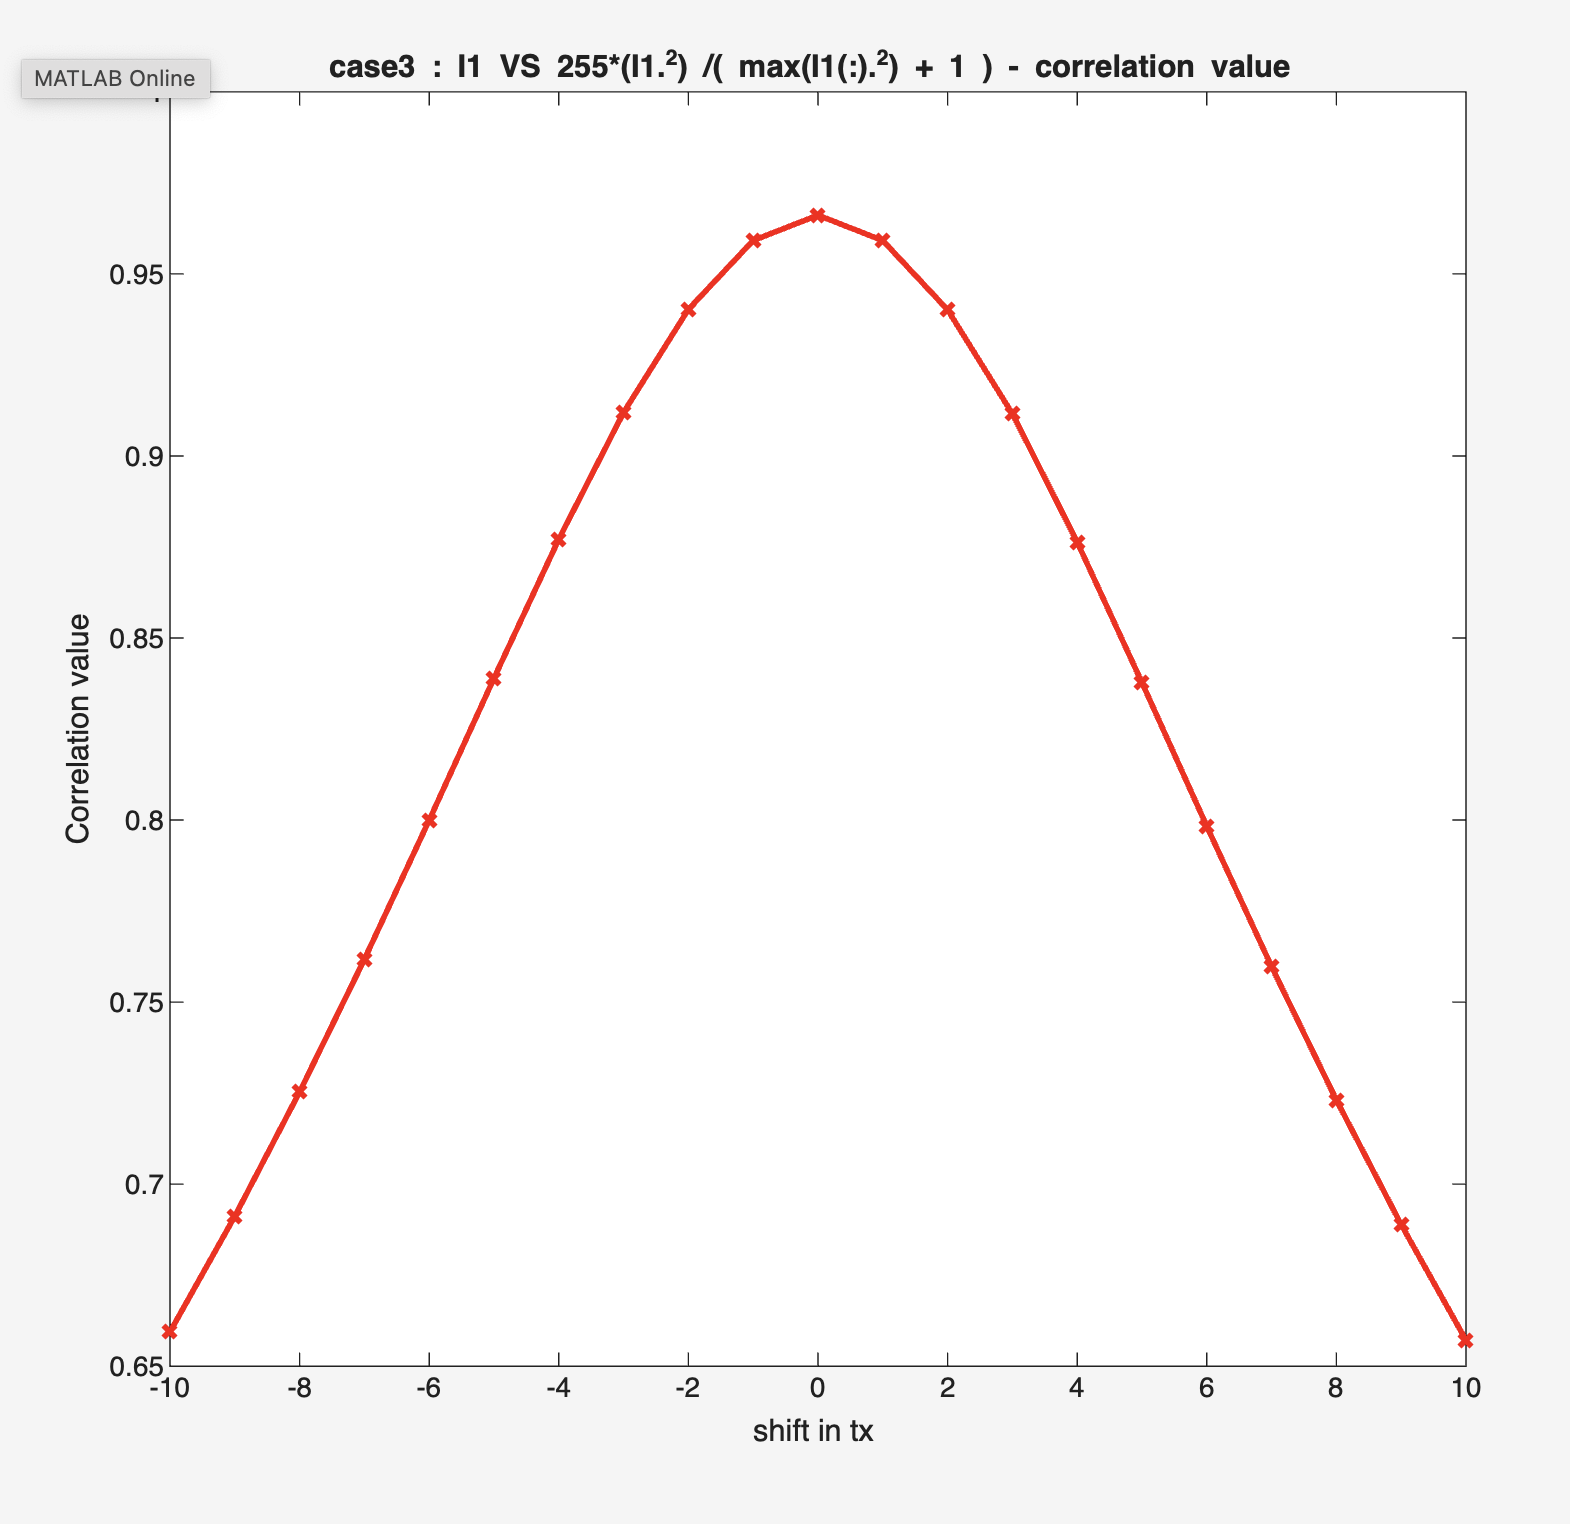 case3 : I1 VS 255*(I1.²) /( max(I1(:).²) + 1 ) - correlation value
MATLAB Online
0.95
0.9
0.85
0.8
0.75
0.7
0.65
Correlation value
-10 -8 -6 -4 -2 0 2 4 6 8 10
shift in tx